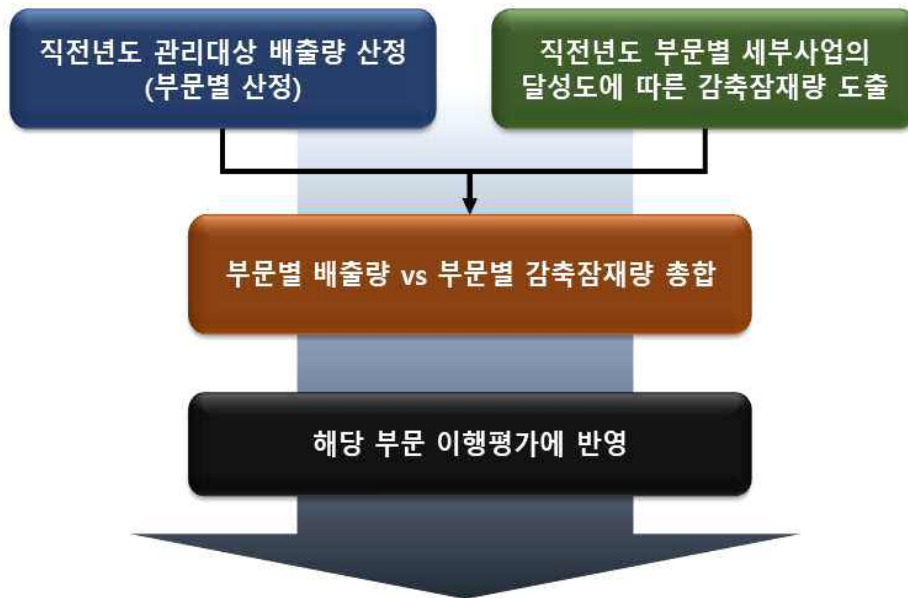 직전년도 관리대상 배출량 산정
(부문별 산정)
직전년도 부문별 세부사업의
달성도에 따른 감축잠재량 도출
부문별 배출량 vs 부문별 감축잠재량 총합
해당 부문 이행평가에 반영